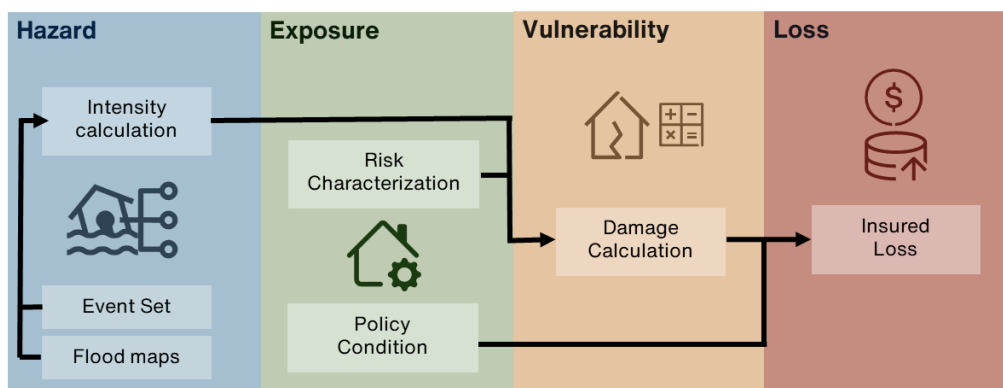 Hazard
Exposure
Vulnerability
Loss
Intensity
calculation
Risk
Characterization
$
Damage
Calculation
Insured
Loss
Event Set
Flood maps
Policy
Condition